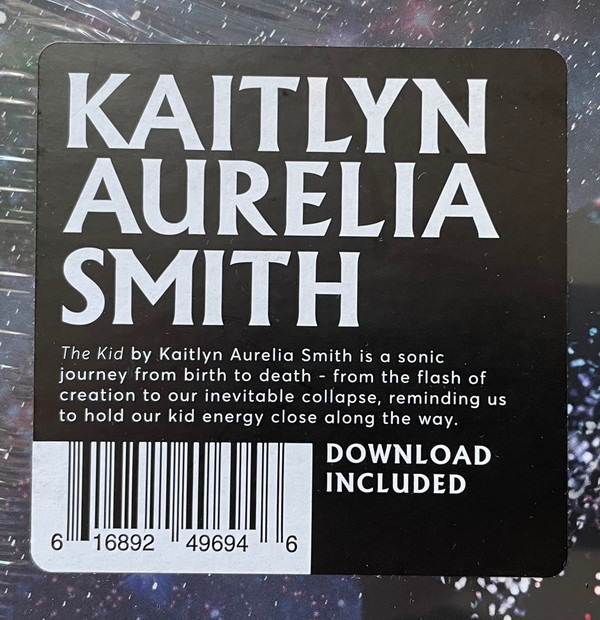 KAITLYN
AURELIA
SMITH
The Kid by Kaitlyn Aurelia Smith is a sonic
journey from birth to death - from the flash of
creation to our inevitable collapse, reminding us
to hold our kid energy close along the way.
DOWNLOAD
INCLUDED
6 16892 49694 6